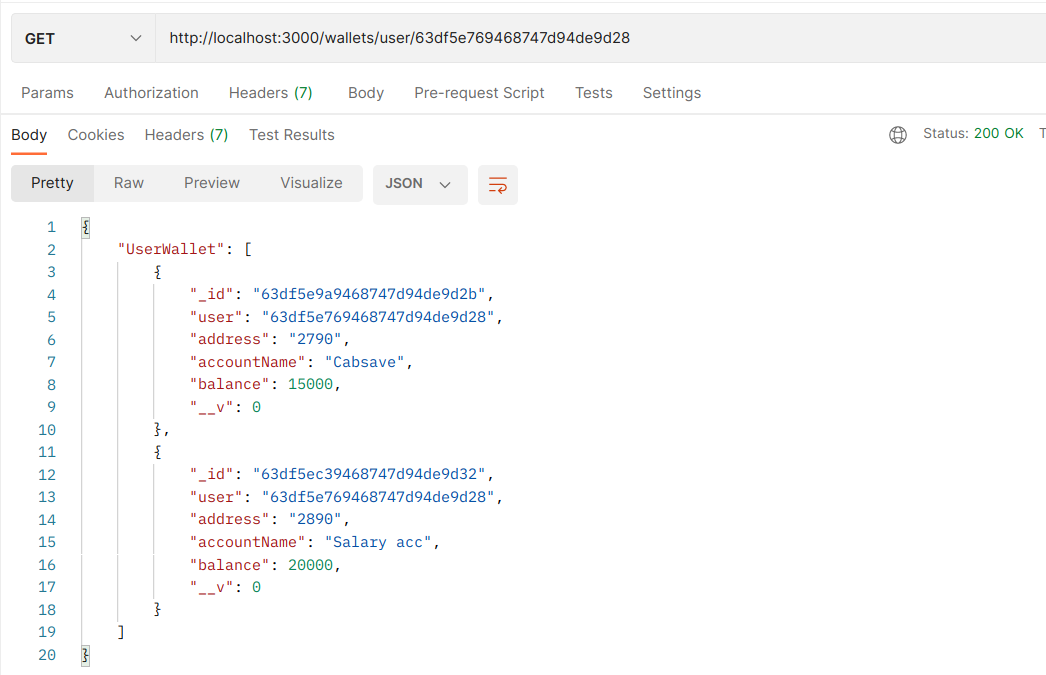 GET http://localhost:3000/wallets/user/63df5e769468747d94de9d28
Params Authorization Headers (7) Body Pre-request Script Tests Settings
Body Cookies Headers (7) Test Results Status: 200 OK T
Pretty Raw Preview Visualize JSON
1 {
2 "UserWallet": [
3 {
4 "_id": "63df5e9a9468747d94de9d2b",
5 "user": "63df5e769468747d94de9d28",
6 "address": "2790",
7 "accountName": "Cabsave",
8 "balance": 15000,
9 "__v": 0
10 },
11 {
12 "_id": "63df5ec39468747d94de9d32",
13 "user": "63df5e769468747d94de9d28",
14 "address": "2890",
15 "accountName": "Salary acc",
16 "balance": 20000,
17 "__v": 0
18 }
19 ]
20 }